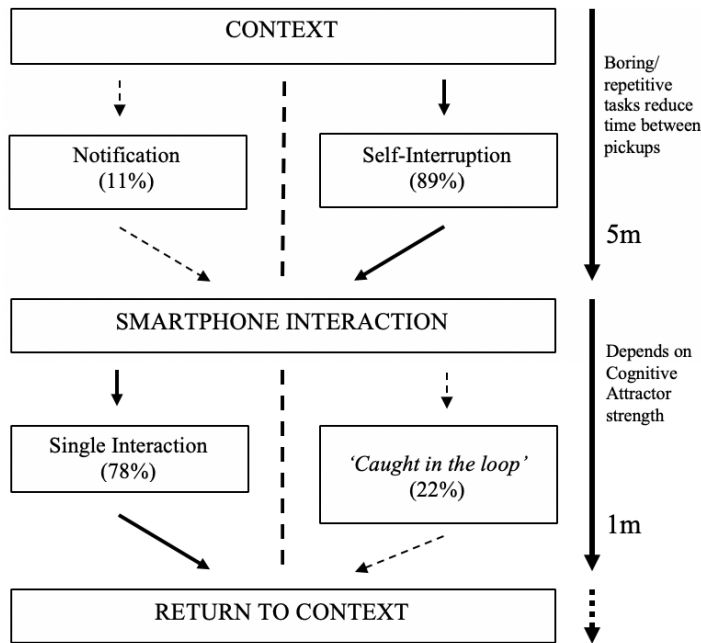 CONTEXT
Boring/
repetitive
tasks reduce
time between
pickups
Notification
(11%)
Self-Interruption
(89%)
5m
SMARTPHONE INTERACTION
Depends on
Cognitive
Attractor
strength
Single Interaction
(78%)
‘Caught in the loop’
(22%)
1m
RETURN TO CONTEXT